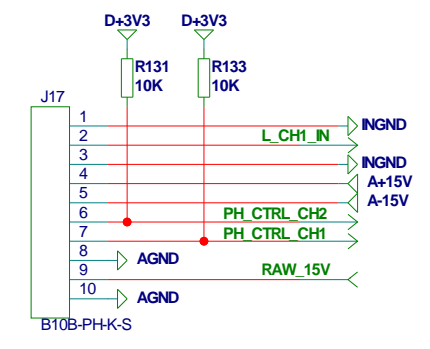 D+3V3 D+3V3
R131 R133
10K 10K
J17
1 INGND
2 L_CH1_IN
3 INGND
4 A+15V
5 A-15V
6 PH_CTRL_CH2
7 PH_CTRL_CH1
8 AGND
9 RAW_15V
10 AGND
B10B-PH-K-S